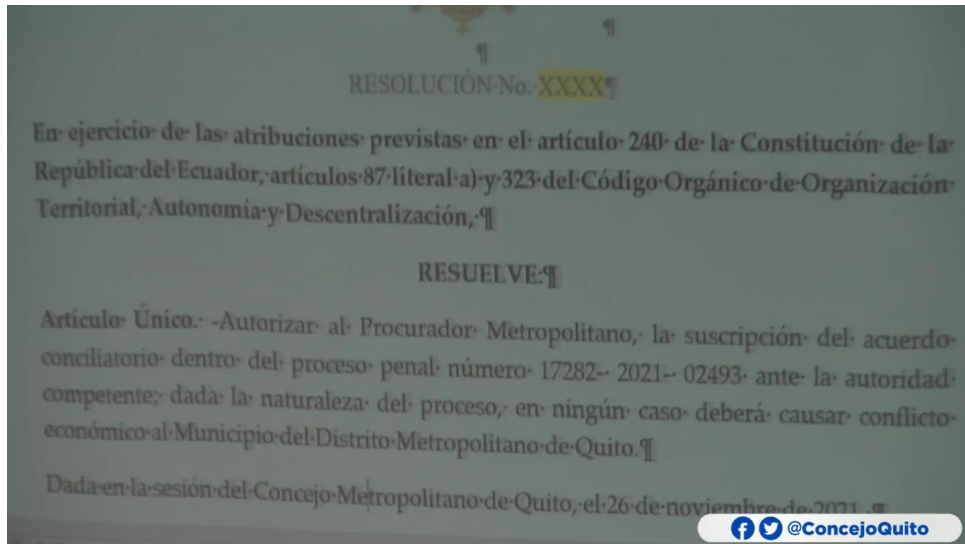 RESOLUCIÓN No. XXXX¶
En ejercicio de las atribuciones previstas en el artículo 240 de la Constitución de la
República del Ecuador, artículos 87 literal a) y 323 del Código Orgánico de Organización
Territorial, Autonomía y Descentralización, ¶
RESUELVE:¶
Artículo Único. -Autorizar al Procurador Metropolitano, la suscripción del acuerdo
conciliatorio dentro del proceso penal número 17282-- 2021-- 02493 ante la autoridad
competente; dada la naturaleza del proceso, en ningún caso deberá causar conflicto
económico al Municipio del Distrito Metropolitano de Quito.¶
Dada en la sesión del Concejo Metropolitano de Quito, el 26 de noviembre de 2021 ¶
@ConcejoQuito